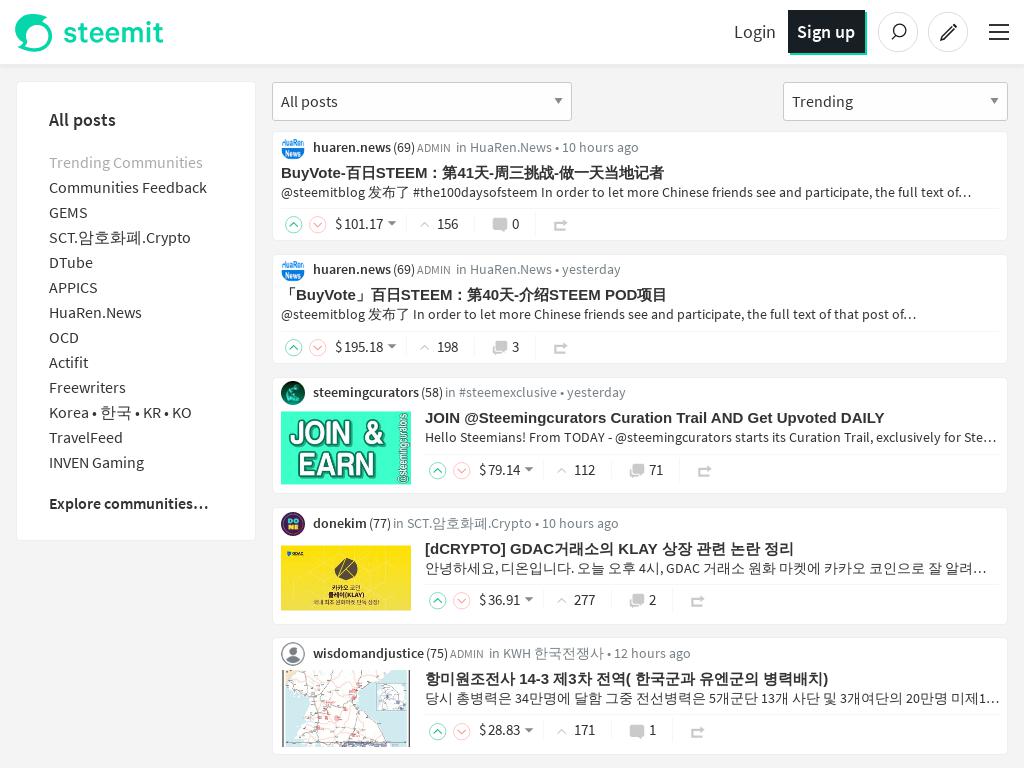 steemit
Login
Sign up
All posts
Trending Communities
Communities Feedback
GEMS
SCT.암호화폐.Crypto
DTube
APPICS
HuaRen.News
OCD
Actifit
Freewriters
Korea • 한국 • KR • KO
TravelFeed
INVEN Gaming
Explore communities…
All posts
Trending
HuaRen
News
huaren.news (69) ADMIN in HuaRen.News • 10 hours ago
BuyVote-百日STEEM：第41天-周三挑战-做一天当地记者
@steemitblog 发布了 #the100daysofsteem In order to let more Chinese friends see and participate, the full text of…
$ 101.17 156 0
HuaRen
News
huaren.news (69) ADMIN in HuaRen.News • yesterday
「BuyVote」百日STEEM：第40天-介绍STEEM POD项目
@steemitblog 发布了 In order to let more Chinese friends see and participate, the full text of that post of…
$ 195.18 198 3
steemingcurators (58) in #steemexclusive • yesterday
JOIN &
EARN
@steemingcurators
JOIN @Steemingcurators Curation Trail AND Get Upvoted DAILY
Hello Steemians! From TODAY - @steemingcurators starts its Curation Trail, exclusively for Ste…
$ 79.14 112 71
DO
NE
donekim (77) in SCT.암호화폐.Crypto • 10 hours ago
GDAC
카카오 코인
클레이(KLAY)
국내 최초 원화마켓 단독 상장!
[dCRYPTO] GDAC거래소의 KLAY 상장 관련 논란 정리
안녕하세요, 디온입니다. 오늘 오후 4시, GDAC 거래소 원화 마켓에 카카오 코인으로 잘 알려…
$ 36.91 277 2
wisdomandjustice (75) ADMIN in KWH 한국전쟁사 • 12 hours ago
항미원조전사 14-3 제3차 전역( 한국군과 유엔군의 병력배치)
당시 총병력은 34만명에 달함 그중 전선병력은 5개군단 13개 사단 및 3개여단의 20만명 미제1…
$ 28.83 171 1